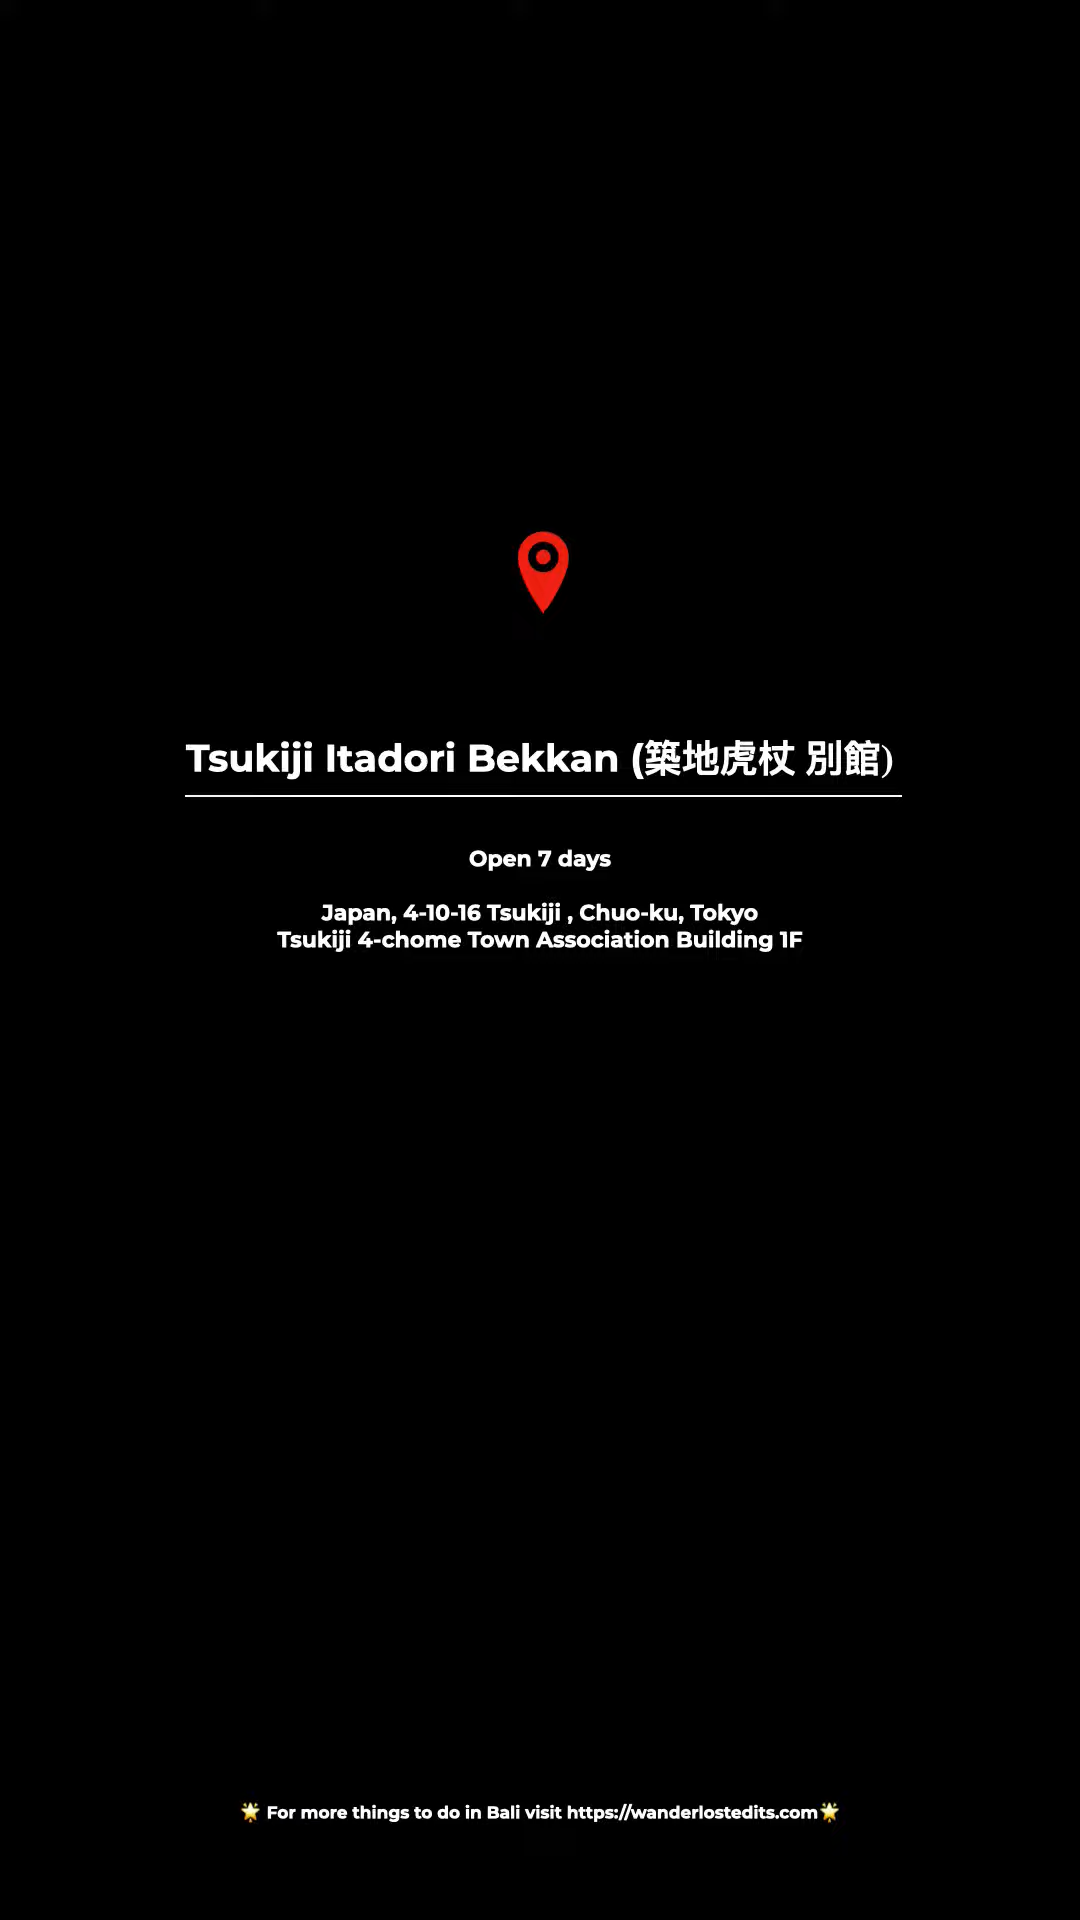 Tsukiji Itadori Bekkan (築地虎杖 別館)
Open 7 days
Japan, 4-10-16 Tsukiji , Chuo-ku, Tokyo
Tsukiji 4-chome Town Association Building 1F
🌟 For more things to do in Bali visit https://wanderlostedits.com🌟